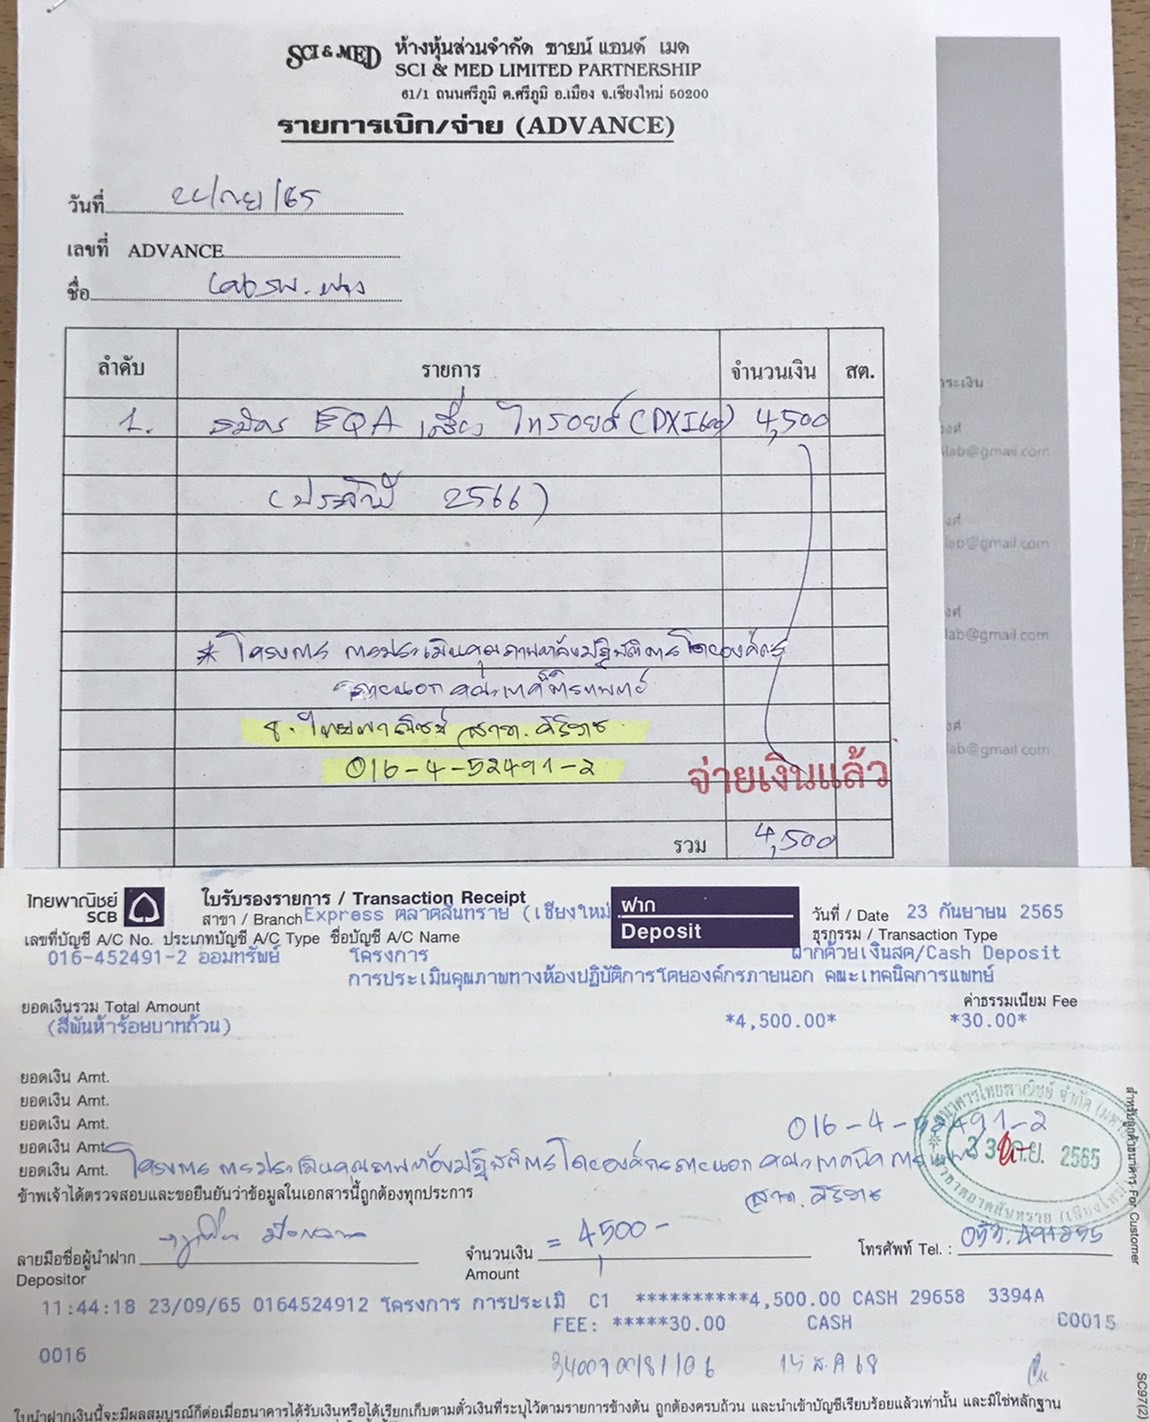 SCI & MED ห้างหุ้นส่วนจำกัด ซายน์ แอนด์ เมด
SCI & MED LIMITED PARTNERSHIP
61/1 ถนนศรีภูมิ ต.ศรีภูมิ อ.เมือง จ.เชียงใหม่ 50200
รายการเบิก/จ่าย (ADVANCE)
วันที่ /กย/65
เลขที่ ADVANCE
ชื่อ
ลำดับ รายการ จำนวนเงิน สต.
1. สมัคร EQA เครื่อง ไทรอยด์ (DXI600) 4,500
(ประจำปี 2566)
* โครงการ การประเมินคุณภาพห้องปฏิบัติการโดยองค์กร
ภายนอก คณะเทคนิคการแพทย์
ธ.ไทยพาณิชย์ สาขา.ศิริราช
016-4-52491-2
จ่ายเงินแล้ว
รวม 4,500
ระเงิน
งศ์
lab@gmail.com
งศ์
lab@gmail.com
งศ์
lab@gmail.com
งศ์
lab@gmail.com
ไทยพาณิชย์ SCB ใบรับรองรายการ / Transaction Receipt ฝาก Deposit วันที่ / Date 23 กันยายน 2565
สาขา / Branch Express ตลาดสันทราย (เชียงใหม่ ธุรกรรม / Transaction Type
เลขที่บัญชี A/C No. ประเภทบัญชี A/C Type ชื่อบัญชี A/C Name
016-452491-2 ออมทรัพย์ โครงการ ฝากด้วยเงินสด/Cash Deposit
การประเมินคุณภาพทางห้องปฏิบัติการโดยองค์กรภายนอก คณะเทคนิคการแพทย์
ยอดเงินรวม Total Amount ค่าธรรมเนียม Fee
(สี่พันห้าร้อยบาทถ้วน) *4,500.00* *30.00*
ยอดเงิน Amt.
ยอดเงิน Amt.
ยอดเงิน Amt.
ยอดเงิน Amt. 016-4-52491-2
ยอดเงิน Amt. โครงการ การประเมินคุณภาพห้องปฏิบัติการโดยองค์กรภายนอก คณะเทคนิคการแพทย์
ธนาคารไทยพาณิชย์ จำกัด (มหา
23 ก.ย. 2565
สาขาตลาดสันทราย (เชียงใหม่)
สำหรับลูกค้าธนาคาร For Customer
ข้าพเจ้าได้ตรวจสอบและขอยืนยันว่าข้อมูลในเอกสารนี้ถูกต้องทุกประการ สาขา.ศิริราช
ลายมือชื่อผู้นำฝาก จำนวนเงิน = 4,500- โทรศัพท์ Tel. : 053.491855
Depositor Amount
11:44:18 23/09/65 0164524912 โครงการ การประเมิ C1 **********4,500.00 CASH 29658 3394A
FEE: *****30.00 CASH C0015
0016 3400700181106 15 ส.ค 68
SC977(2)
ใบนำฝากเงินนี้จะมีผลสมบูรณ์ก็ต่อเมื่อธนาคารได้รับเงินหรือได้เรียกเก็บตามตั๋วเงินที่ระบุไว้ตามรายการข้างต้น ถูกต้องครบถ้วน และนำเข้าบัญชีเรียบร้อยแล้วเท่านั้น และมิใช่หลักฐาน